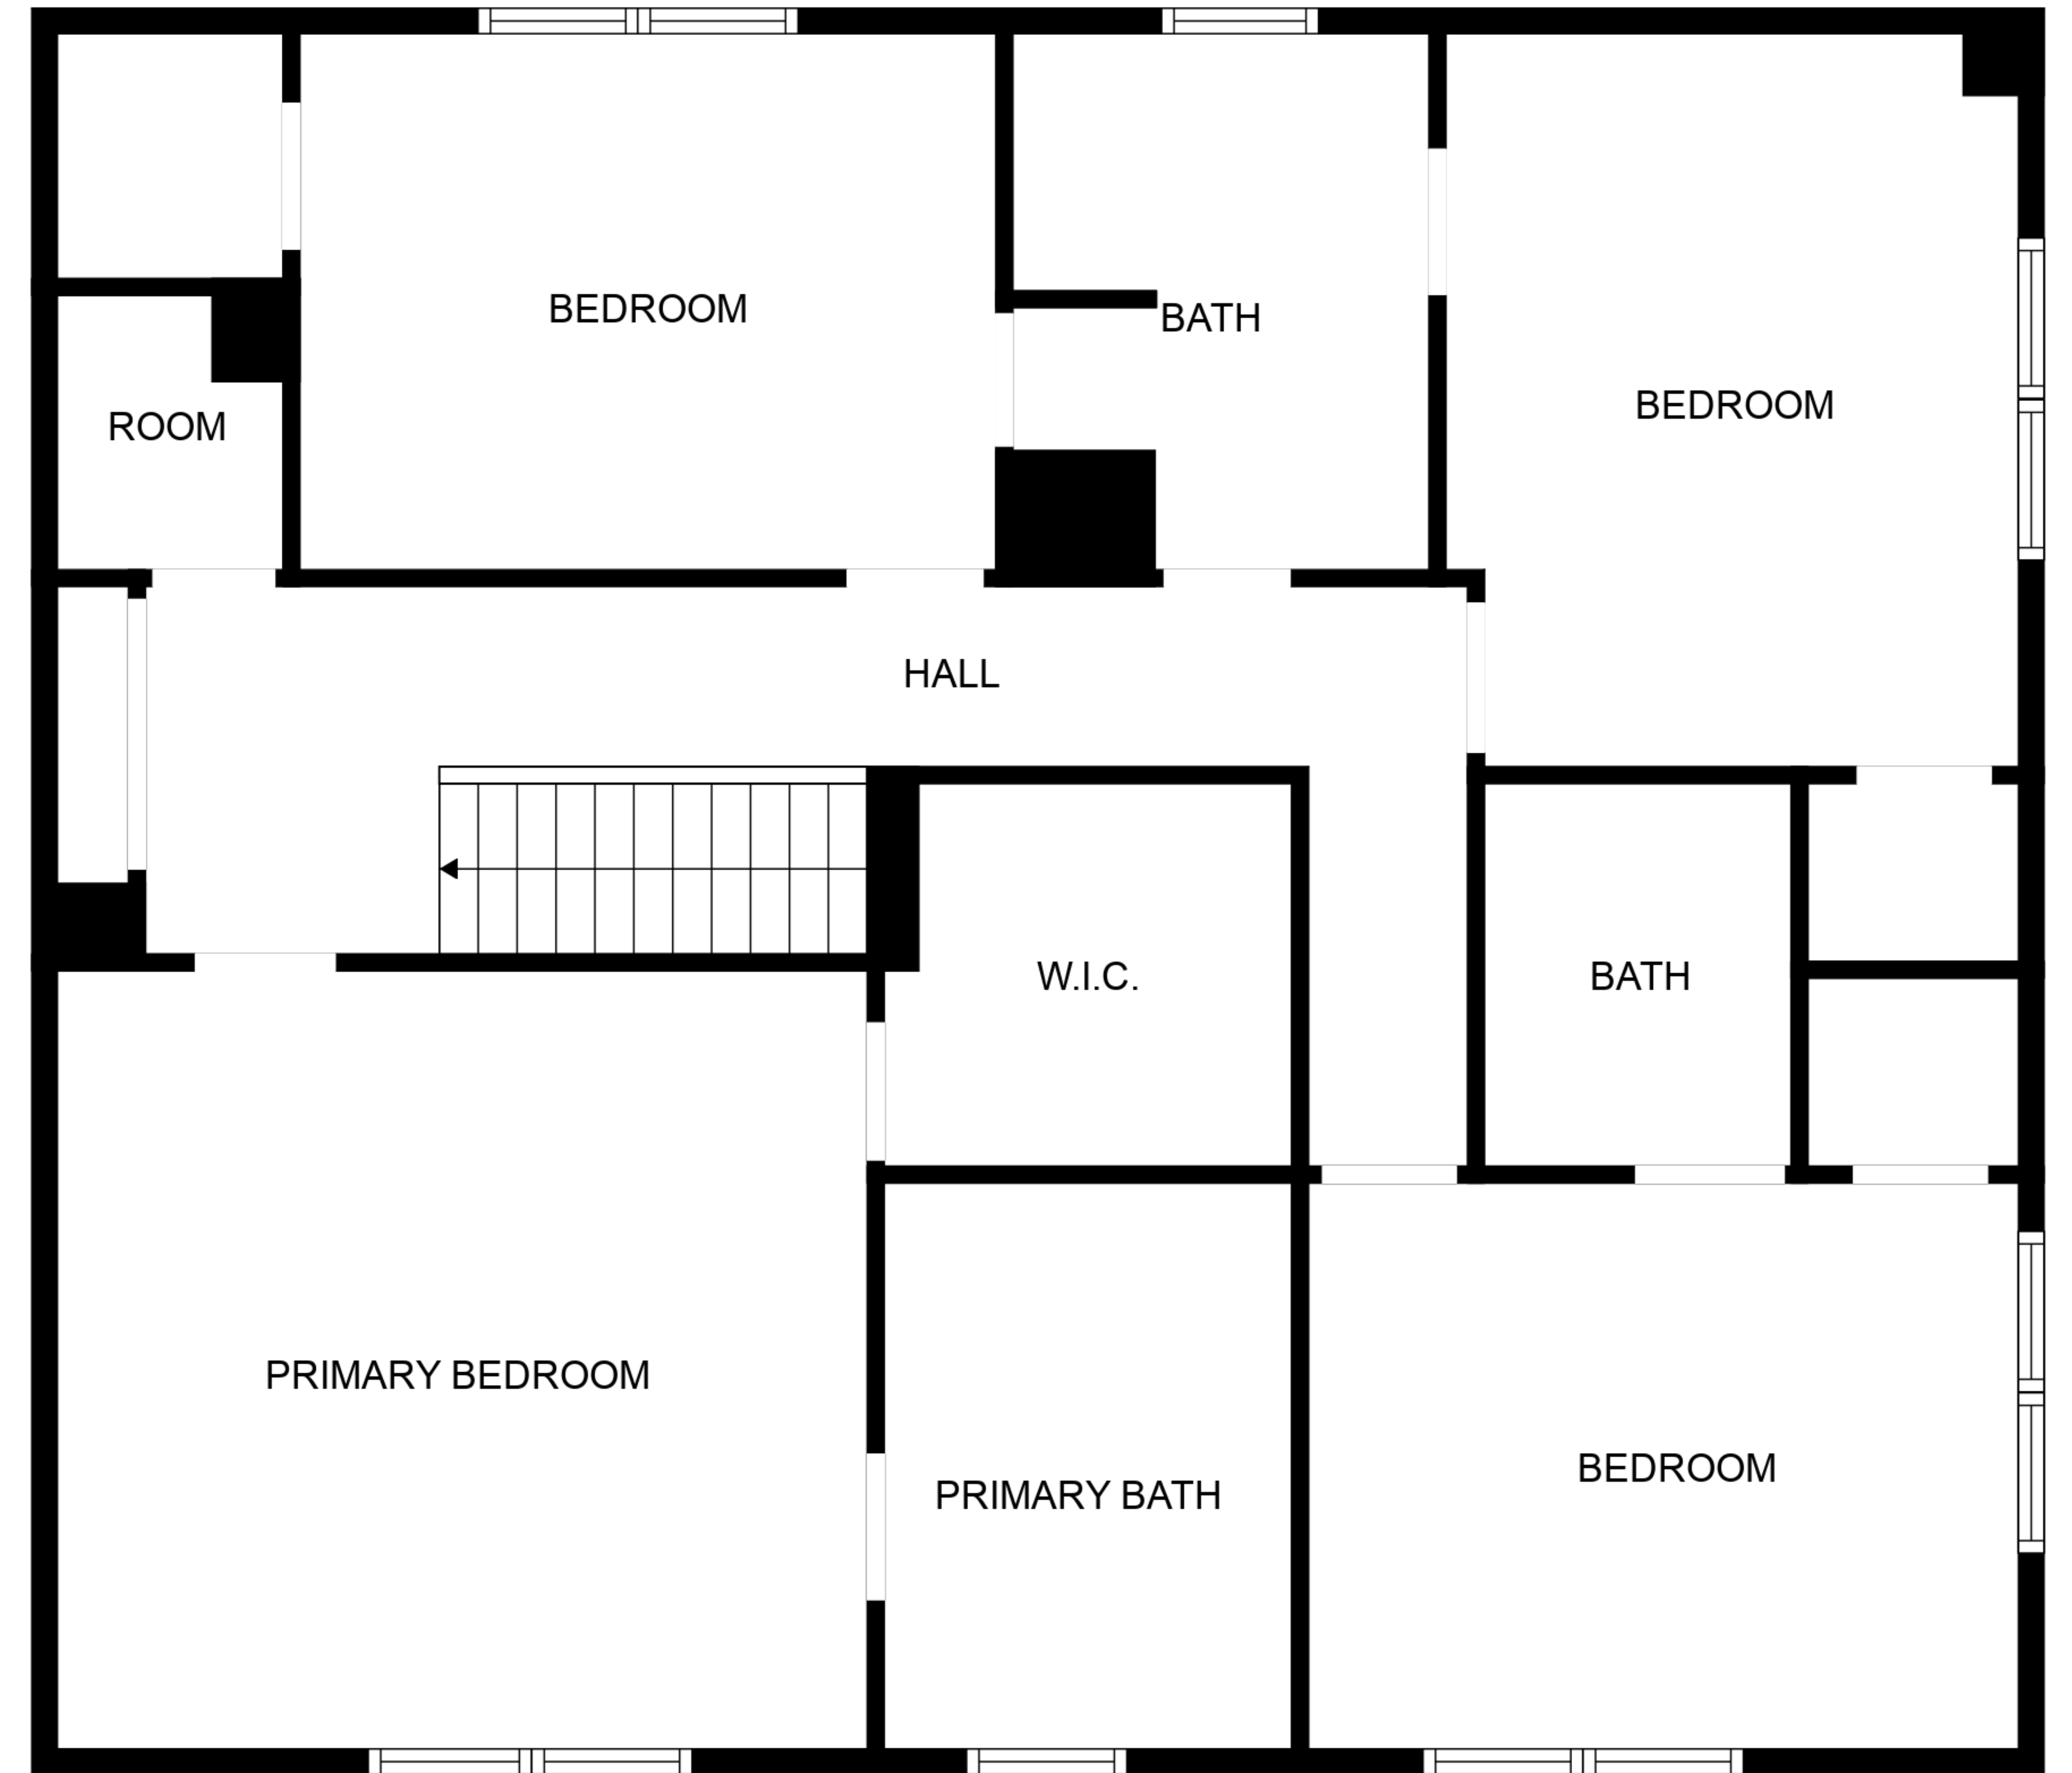 BEDROOM
BATH
BEDROOM
ROOM
HALL
W.I.C.
BATH
PRIMARY BEDROOM
BEDROOM
PRIMARY BATH